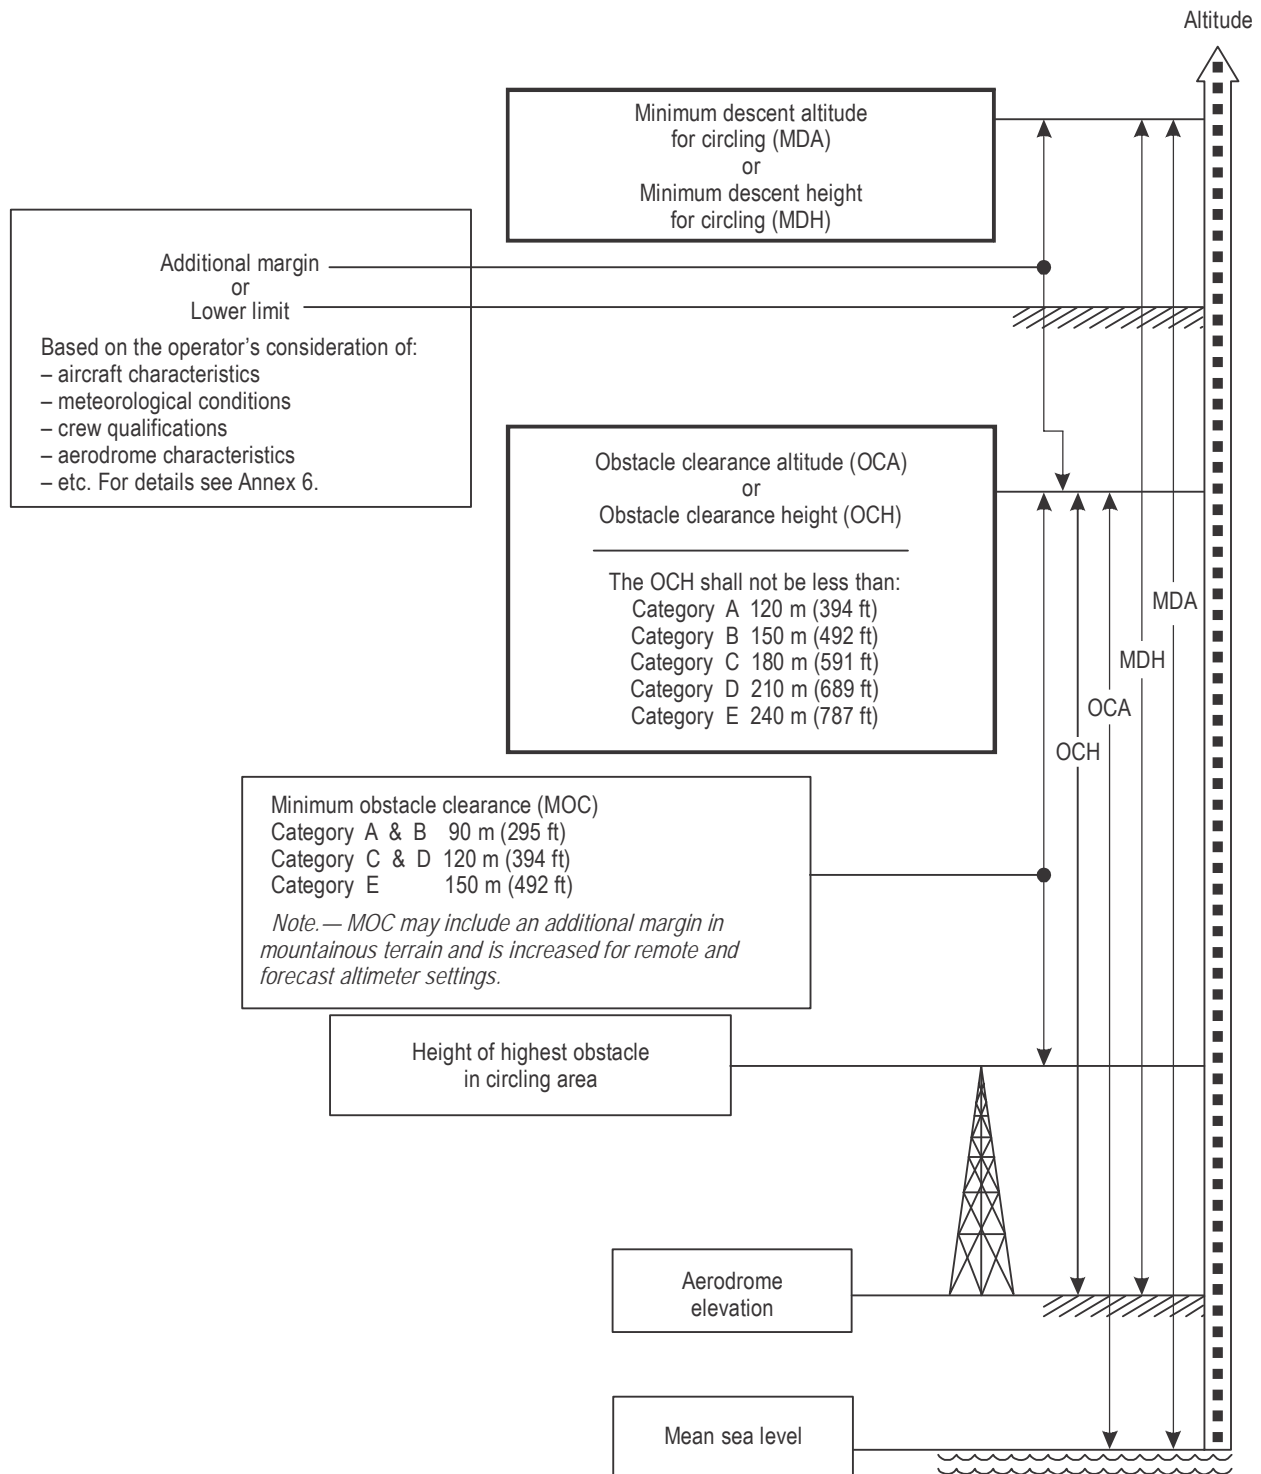 Altitude
Minimum descent altitude
for circling (MDA)
or
Minimum descent height
for circling (MDH)
Additional margin
or
Lower limit
Based on the operator’s consideration of:
– aircraft characteristics
– meteorological conditions
– crew qualifications
– aerodrome characteristics
– etc. For details see Annex 6.
Obstacle clearance altitude (OCA)
or
Obstacle clearance height (OCH)
The OCH shall not be less than:
Category A 120 m (394 ft)
Category B 150 m (492 ft)
Category C 180 m (591 ft)
Category D 210 m (689 ft)
Category E 240 m (787 ft)
MDA
MDH
OCA
OCH
Minimum obstacle clearance (MOC)
Category A & B 90 m (295 ft)
Category C & D 120 m (394 ft)
Category E 150 m (492 ft)
Note.— MOC may include an additional margin in
mountainous terrain and is increased for remote and
forecast altimeter settings.
Height of highest obstacle
in circling area
Aerodrome
elevation
Mean sea level